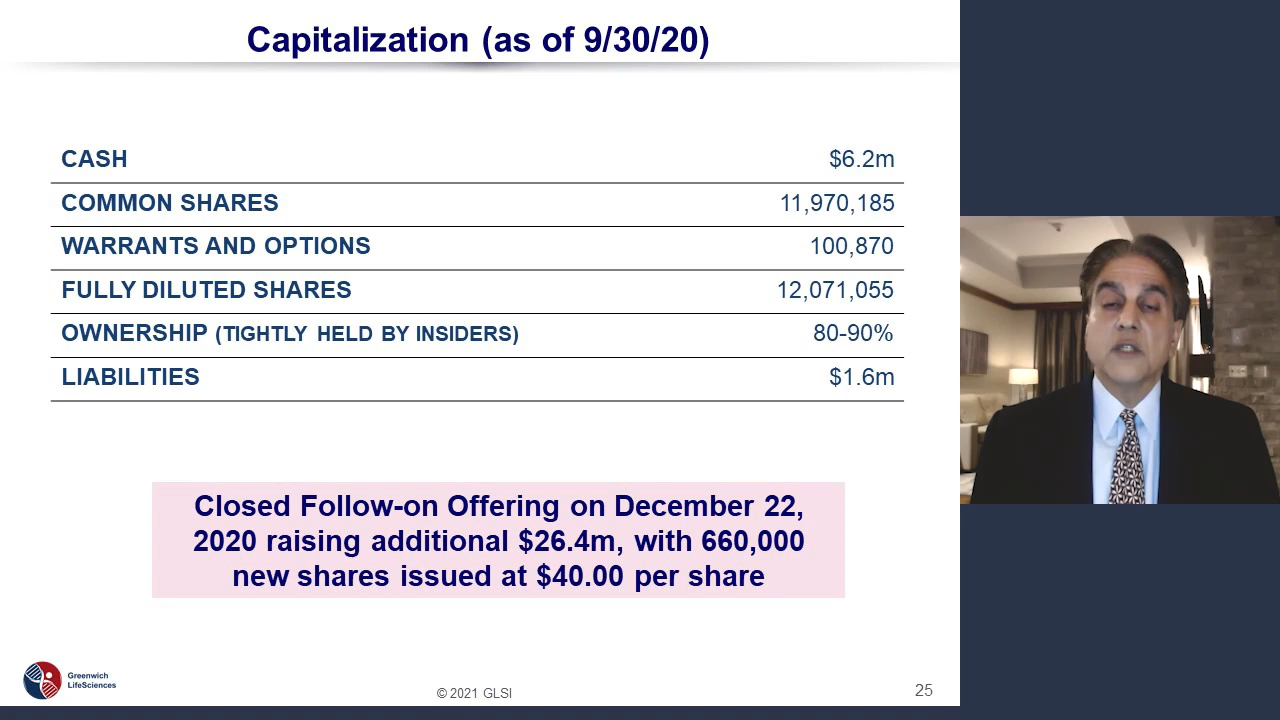 Capitalization (as of 9/30/20)
CASH $6.2m
COMMON SHARES 11,970,185
WARRANTS AND OPTIONS 100,870
FULLY DILUTED SHARES 12,071,055
OWNERSHIP (TIGHTLY HELD BY INSIDERS) 80-90%
LIABILITIES $1.6m
Closed Follow-on Offering on December 22,
2020 raising additional $26.4m, with 660,000
new shares issued at $40.00 per share
Greenwich
LifeSciences
© 2021 GLSI
25